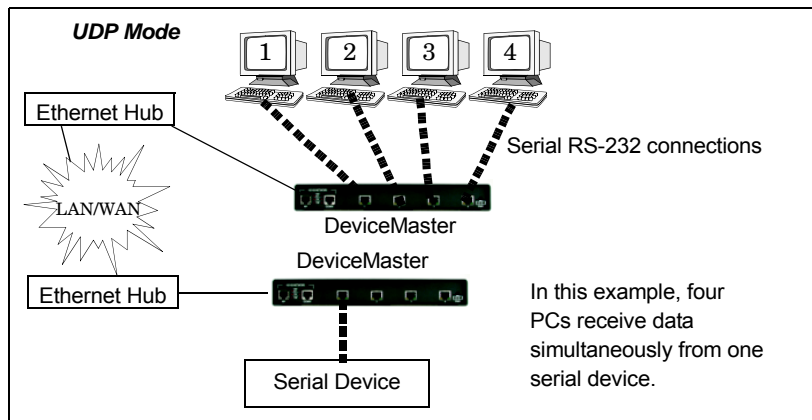 UDP Mode
1 2 3 4
Ethernet Hub
Serial RS-232 connections
LAN/WAN
DeviceMaster
DeviceMaster
Ethernet Hub
In this example, four
PCs receive data
simultaneously from one
serial device.
Serial Device